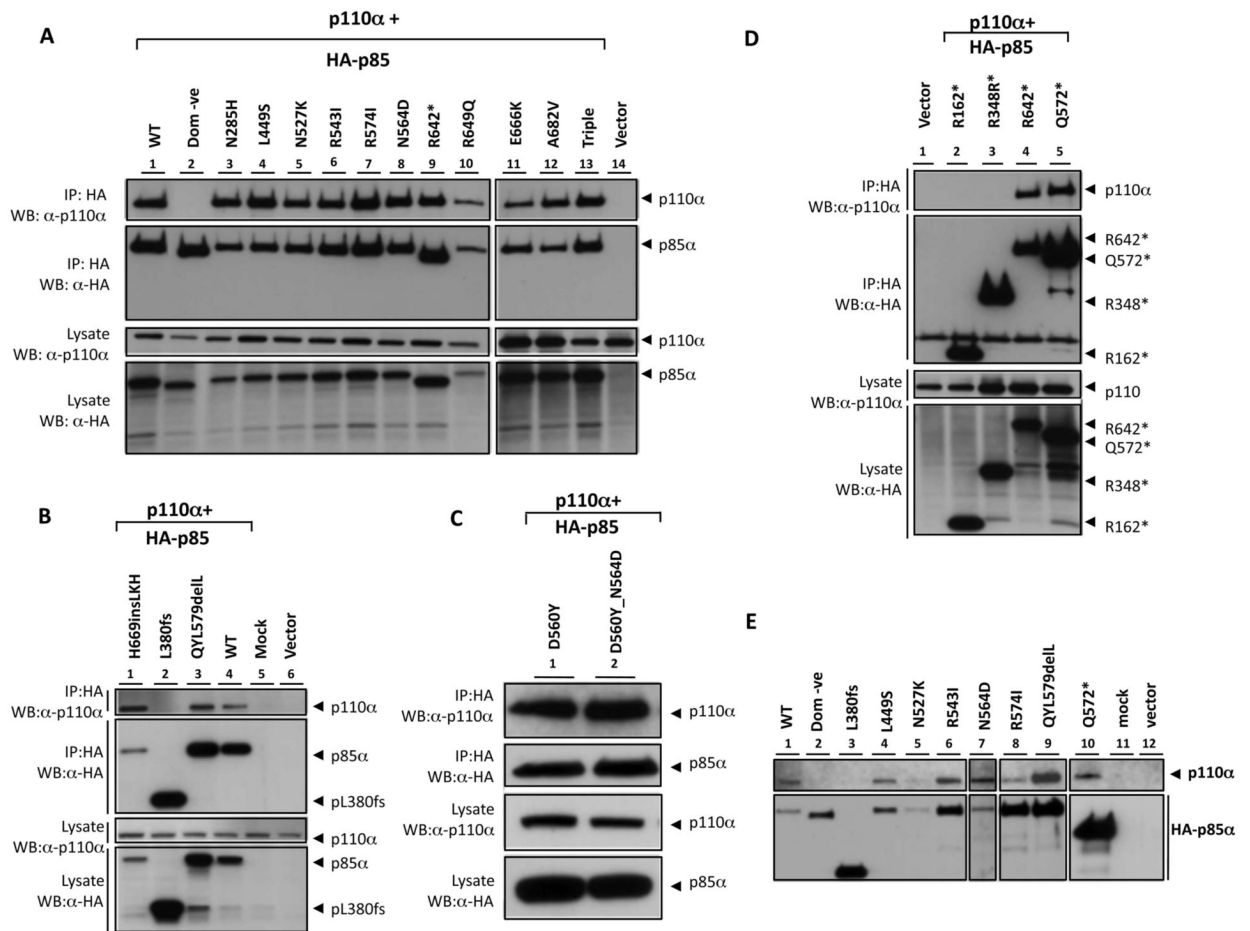 A
p110α +
HA-p85
WT
Dom -ve
N285H
L449S
N527K
R543I
R574I
N564D
R642*
R649Q
E666K
A682V
Triple
Vector
1 2 3 4 5 6 7 8 9 10 11 12 13 14
IP: HA
WB: α-p110α
p110α
IP: HA
WB: α-HA
p85α
Lysate
WB: α-p110α
p110α
Lysate
WB: α-HA
p85α
B
p110α+
HA-p85
H669insLKH
L380fs
QYL579delL
WT
Mock
Vector
1 2 3 4 5 6
IP:HA
WB:α-p110α
p110α
IP:HA
WB:α-HA
p85α
pL380fs
Lysate
WB:α-p110α
p110α
Lysate
WB:α-HA
p85α
pL380fs
C
p110α+
HA-p85
D560Y
D560Y_N564D
1 2
IP:HA
WB:α-p110α
p110α
IP:HA
WB:α-HA
p85α
Lysate
WB:α-p110α
p110α
Lysate
WB:α-HA
p85α
D
p110α+
HA-p85
Vector
R162*
R348R*
R642*
Q572*
1 2 3 4 5
IP:HA
WB:α-p110α
p110α
IP:HA
WB:α-HA
R642*
Q572*
R348*
R162*
Lysate
WB:α-p110α
p110
Lysate
WB:α-HA
R642*
Q572*
R348*
R162*
E
WT
Dom -ve
L380fs
L449S
N527K
R543I
N564D
R574I
QYL579delL
Q572*
mock
vector
1 2 3 4 5 6 7 8 9 10 11 12
p110α
HA-p85α